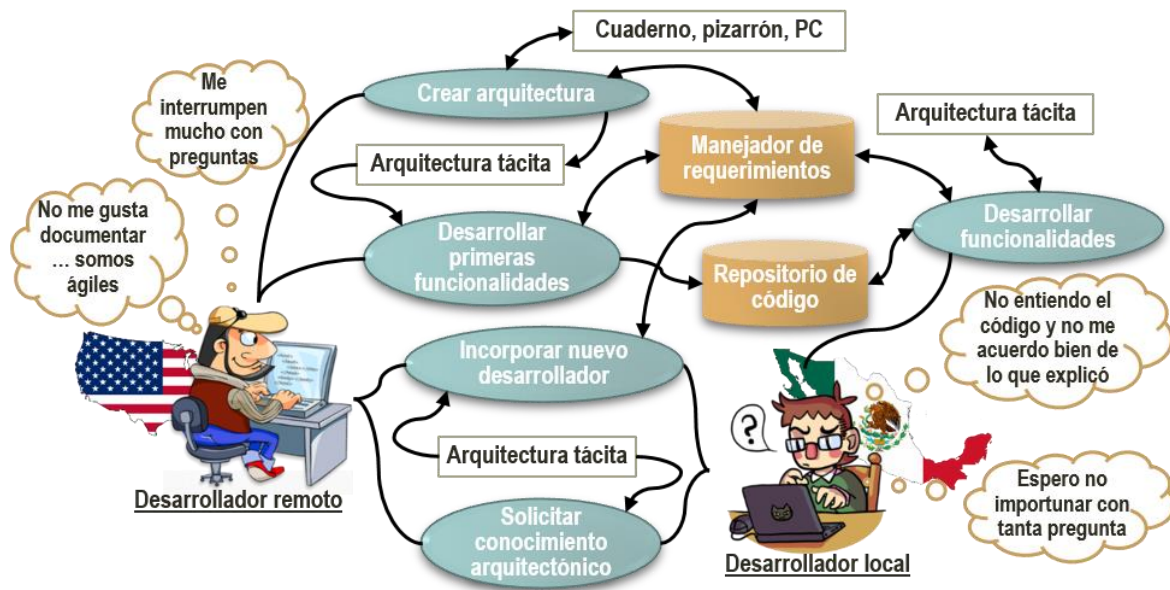 Cuaderno, pizarrón, PC
Me
interrumpen
mucho con
preguntas
Crear arquitectura
Arquitectura tácita
Manejador de
requerimientos
Arquitectura tácita
No me gusta
documentar
... somos
ágiles
Desarrollar
primeras
funcionalidades
Desarrollar
funcionalidades
Repositorio de
código
No entiendo el
código y no me
acuerdo bien de
lo que explicó
Incorporar nuevo
desarrollador
?
Arquitectura tácita
Desarrollador remoto
Espero no
importunar con
tanta pregunta
Solicitar
conocimiento
arquitectónico
Desarrollador local